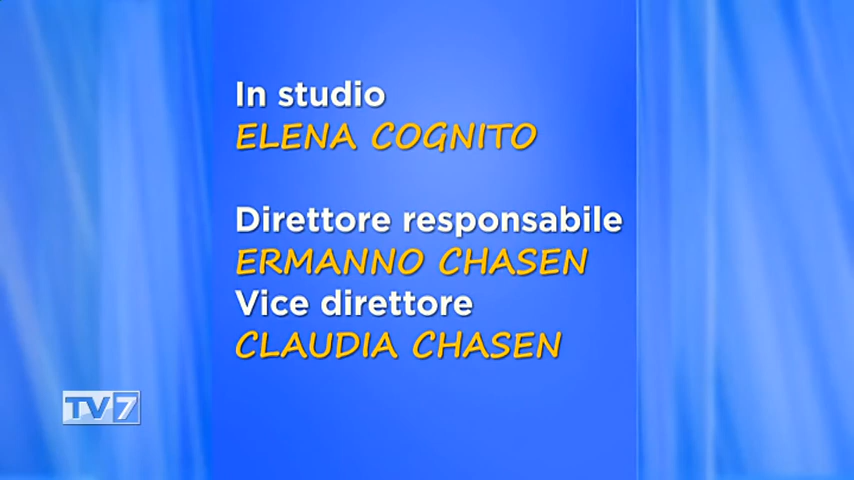 In studio
ELENA COGNITO
Direttore responsabile
ERMANNO CHASEN
Vice direttore
CLAUDIA CHASEN
TV7